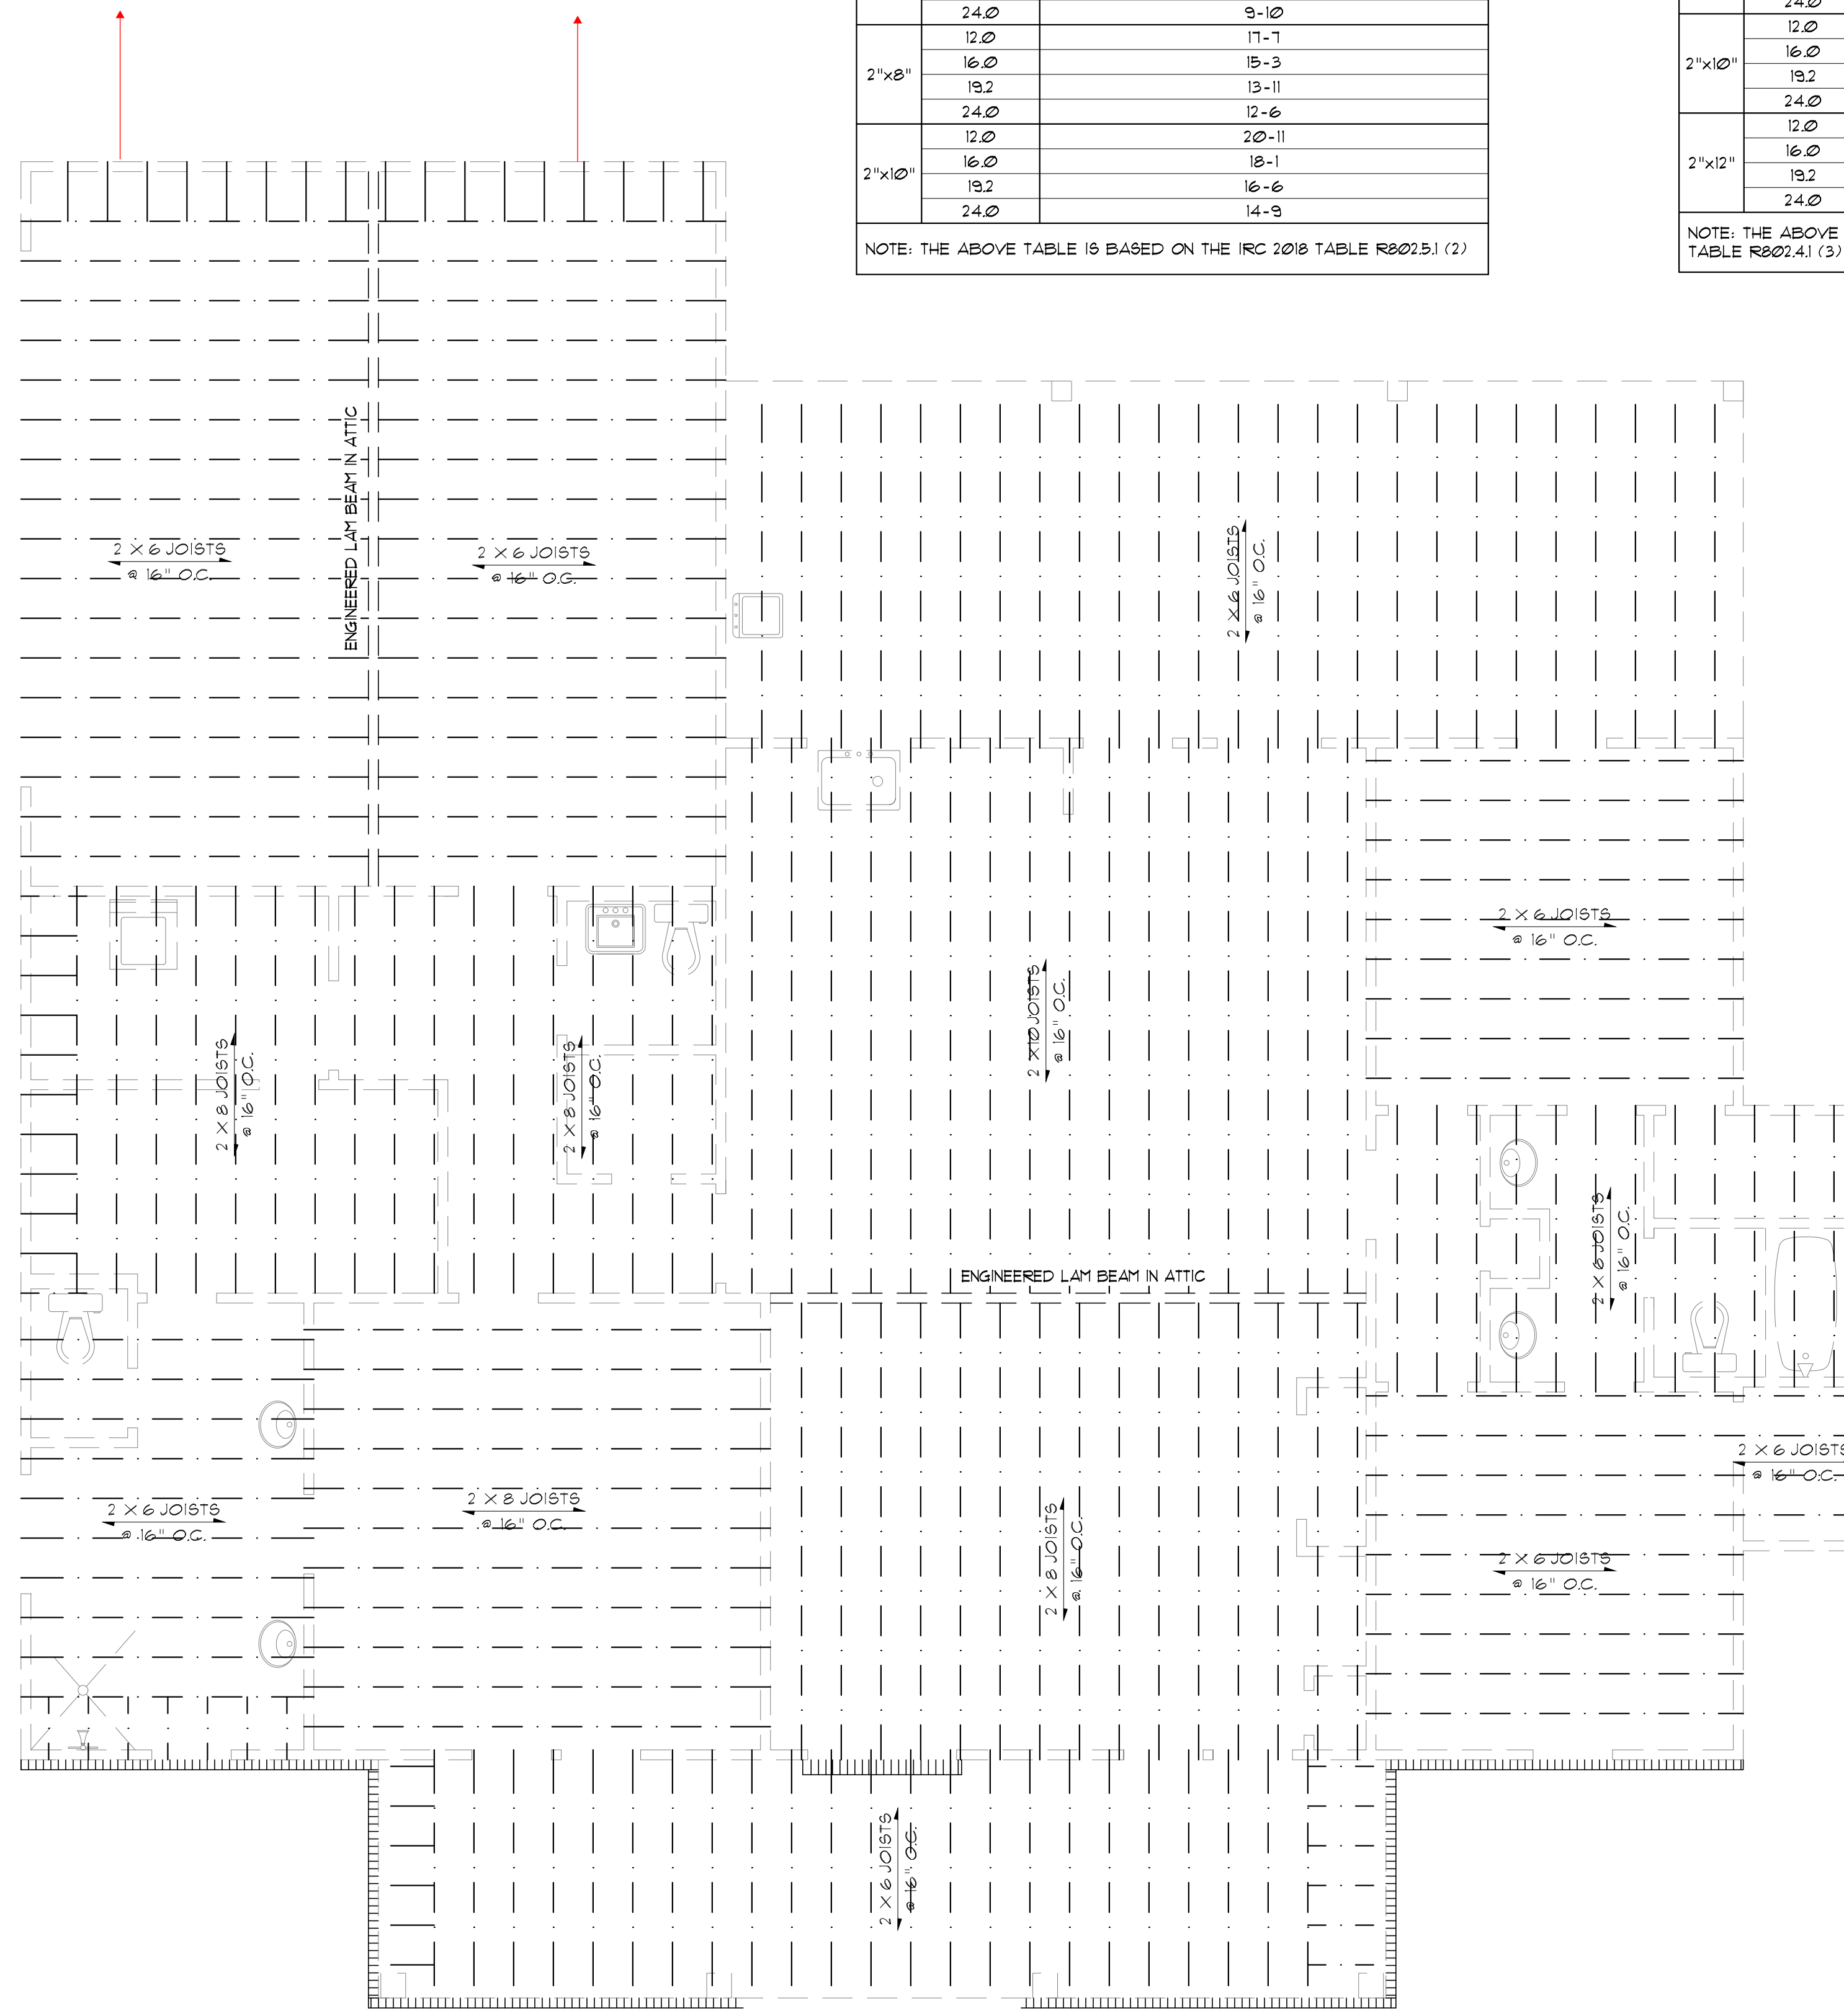 24.0 9-10
2"x8"
12.0 17-7
16.0 15-3
19.2 13-11
24.0 12-6
2"x10"
12.0 20-11
16.0 18-1
19.2 16-6
24.0 14-9
NOTE: THE ABOVE TABLE IS BASED ON THE IRC 2018 TABLE R802.5.1 (2)
24.0
2"x10"
12.0
16.0
19.2
24.0
2"x12"
12.0
16.0
19.2
24.0
NOTE: THE ABOVE
TABLE R802.4.1 (3)
ENGINEERED LAM BEAM IN ATTIC
2 X 6 JOISTS
@ 16" O.C.
2 X 6 JOISTS
@ 16" O.C.
2 X 6 JOISTS
@ 16" O.C.
2 X 6 JOISTS
@ 16" O.C.
2 X 10 JOISTS
@ 16" O.C.
2 X 8 JOISTS
@ 16" O.C.
2 X 8 JOISTS
@ 16" O.C.
2 X 6 JOISTS
@ 16" O.C.
ENGINEERED LAM BEAM IN ATTIC
2 X 6 JOISTS
@ 16" O.C.
2 X 6 JOISTS
@ 16" O.C.
2 X 8 JOISTS
@ 16" O.C.
2 X 8 JOISTS
@ 16" O.C.
2 X 6 JOISTS
@ 16" O.C.
2 X 6 JOISTS
@ 16" O.C.